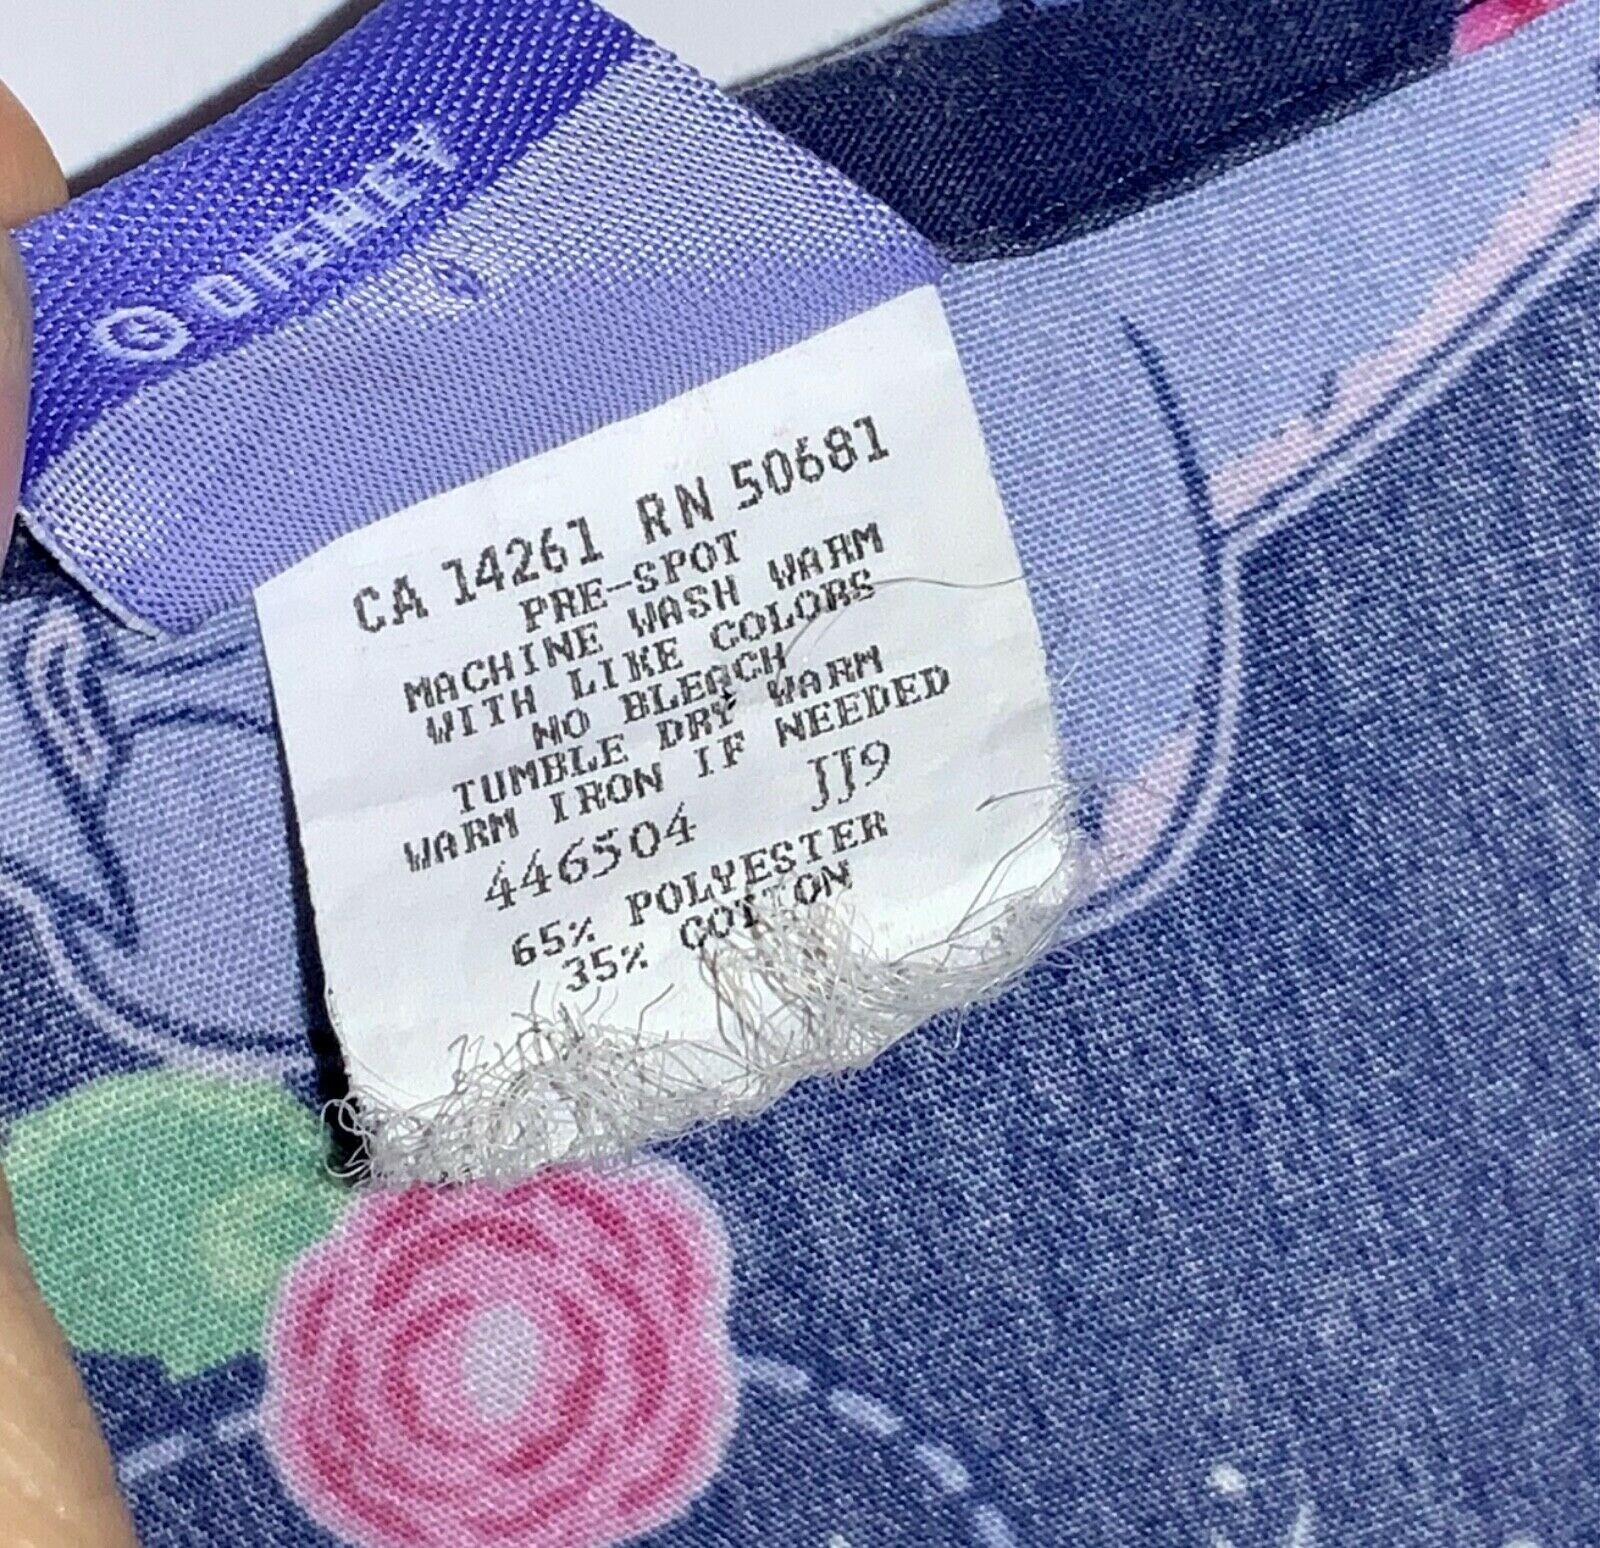 © DISNEY
CA 14261 RN 50681
PRE-SPOT
MACHINE WASH WARM
WITH LIKE COLORS
NO BLEACH
TUMBLE DRY WARM
WARM IRON IF NEEDED
446504 JJ9
65% POLYESTER
35% COTTON